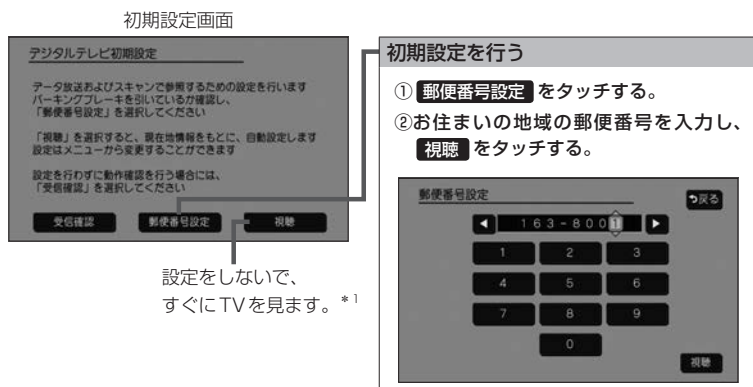 初期設定画面
デジタルテレビ初期設定
データ放送およびスキャンで参照するための設定を行います
パーキングブレーキを引いているか確認し、
「郵便番号設定」を選択してください
「視聴」を選択すると、現在地情報をもとに、自動設定します
設定はメニューから変更することができます
設定を行わずに動作確認を行う場合には、
「受信確認」を選択してください
受信確認 郵便番号設定 視聴
設定をしないで、
すぐにTVを見ます。*1
初期設定を行う
① 郵便番号設定 をタッチする。
②お住まいの地域の郵便番号を入力し、
視聴 をタッチする。
郵便番号設定 戻る
◀ 163-8001 ▶
1 2 3
4 5 6
7 8 9
0
視聴